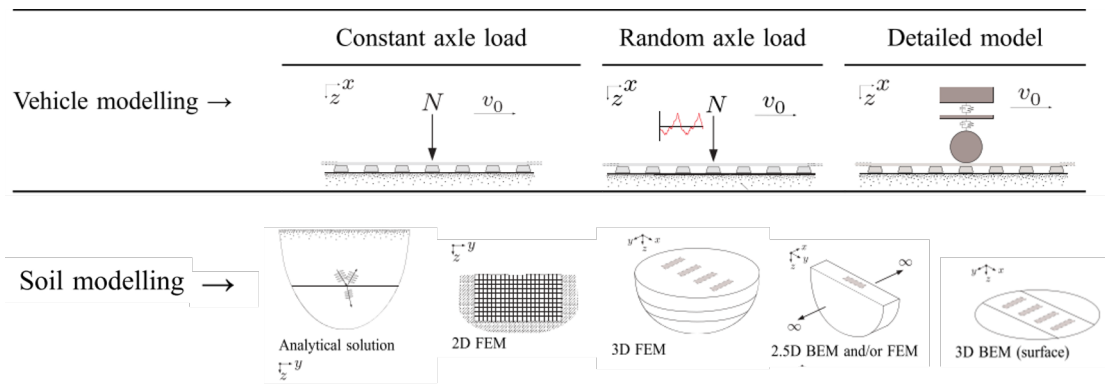 Constant axle load Random axle load Detailed model
Vehicle modelling →
x
z
N
v0
x
z
N
v0
x
z
v0
Soil modelling →
Analytical solution
y
z
y
z
2D FEM
y x
z
3D FEM
x
y
z
∞
∞
2.5D BEM and/or FEM
y x
z
3D BEM (surface)